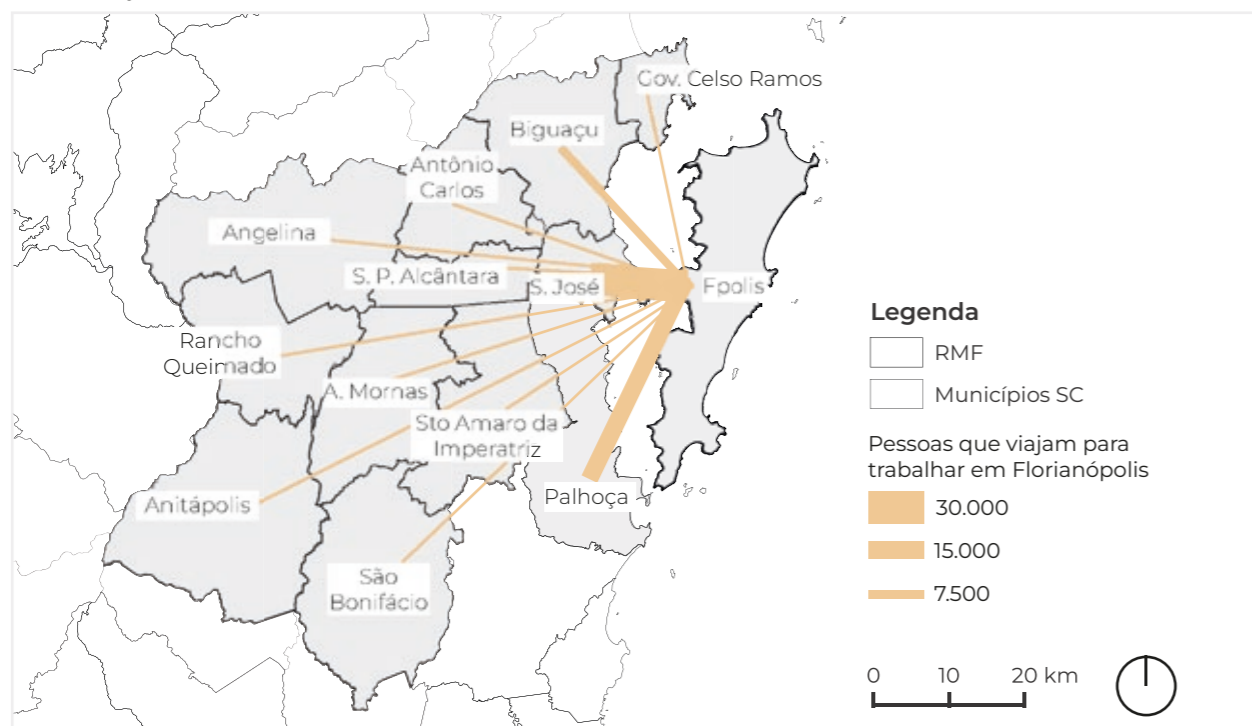 Gov. Celso Ramos
Biguaçu
Antônio
Carlos
Angelina
S. P. Alcântara
S. José
Fpolis
Rancho
Queimado
A. Mornas
Sto Amaro da
Imperatriz
Anitápolis
Palhoça
São
Bonifácio
Legenda
RMF
Municípios SC
Pessoas que viajam para
trabalhar em Florianópolis
30.000
15.000
7.500
0 10 20 km